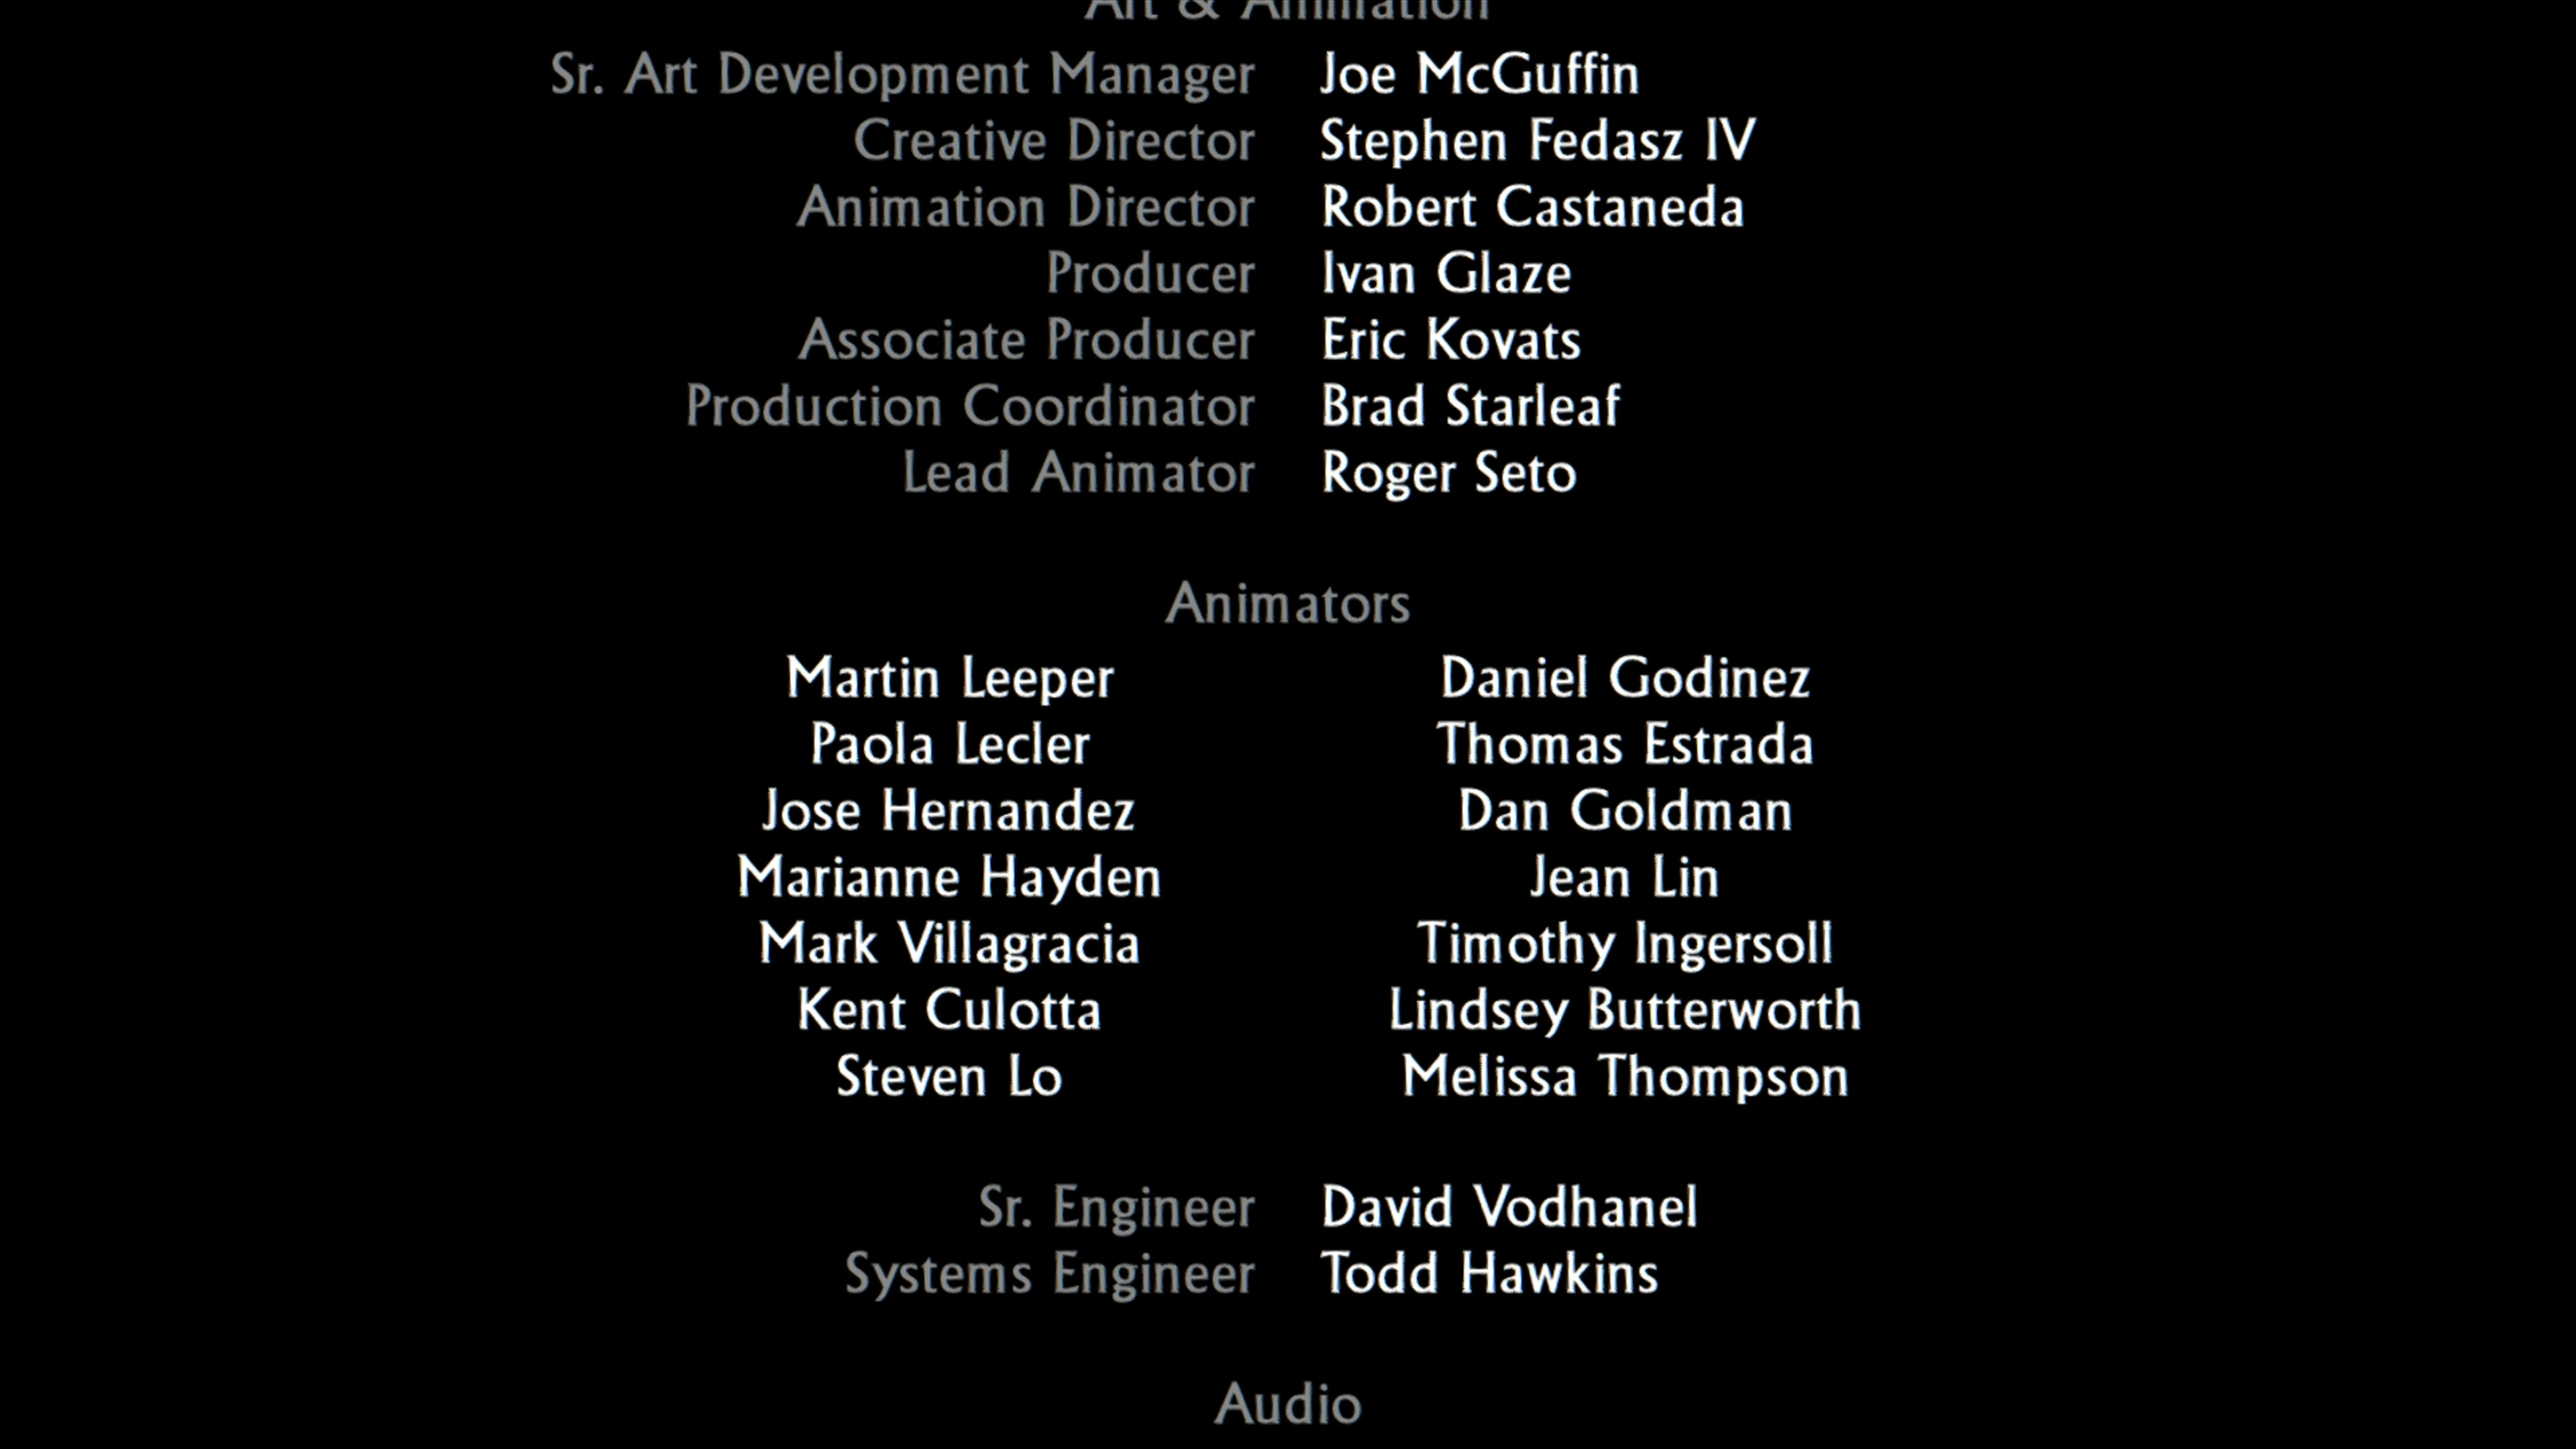 Art & Animation
Sr. Art Development Manager Joe McGuffin
Creative Director Stephen Fedasz IV
Animation Director Robert Castaneda
Producer Ivan Glaze
Associate Producer Eric Kovats
Production Coordinator Brad Starleaf
Lead Animator Roger Seto
Animators
Martin Leeper Daniel Godinez
Paola Lecler Thomas Estrada
Jose Hernandez Dan Goldman
Marianne Hayden Jean Lin
Mark Villagracia Timothy Ingersoll
Kent Culotta Lindsey Butterworth
Steven Lo Melissa Thompson
Sr. Engineer David Vodhanel
Systems Engineer Todd Hawkins
Audio